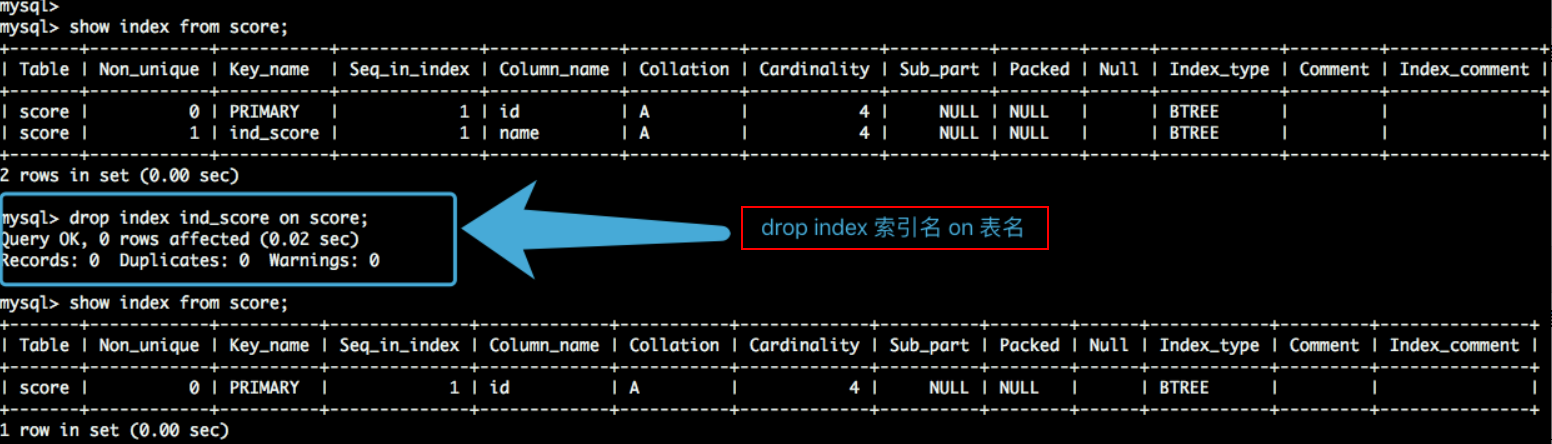 mysql>
mysql> show index from score;
+-------+------------+-----------+--------------+-------------+-----------+-------------+----------+--------+------+------------+---------+---------------+
| Table | Non_unique | Key_name  | Seq_in_index | Column_name | Collation | Cardinality | Sub_part | Packed | Null | Index_type | Comment | Index_comment |
+-------+------------+-----------+--------------+-------------+-----------+-------------+----------+--------+------+------------+---------+---------------+
| score |          0 | PRIMARY   |            1 | id          | A         |           4 |     NULL | NULL   |      | BTREE      |         |               |
| score |          1 | ind_score |            1 | name        | A         |           4 |     NULL | NULL   |      | BTREE      |         |               |
+-------+------------+-----------+--------------+-------------+-----------+-------------+----------+--------+------+------------+---------+---------------+
2 rows in set (0.00 sec)
mysql> drop index ind_score on score;
Query OK, 0 rows affected (0.02 sec)
Records: 0  Duplicates: 0  Warnings: 0
drop index 索引名 on 表名
mysql> show index from score;
+-------+------------+----------+--------------+-------------+-----------+-------------+----------+--------+------+------------+---------+---------------+
| Table | Non_unique | Key_name | Seq_in_index | Column_name | Collation | Cardinality | Sub_part | Packed | Null | Index_type | Comment | Index_comment |
+-------+------------+----------+--------------+-------------+-----------+-------------+----------+--------+------+------------+---------+---------------+
| score |          0 | PRIMARY  |            1 | id          | A         |           4 |     NULL | NULL   |      | BTREE      |         |               |
+-------+------------+----------+--------------+-------------+-----------+-------------+----------+--------+------+------------+---------+---------------+
1 row in set (0.00 sec)